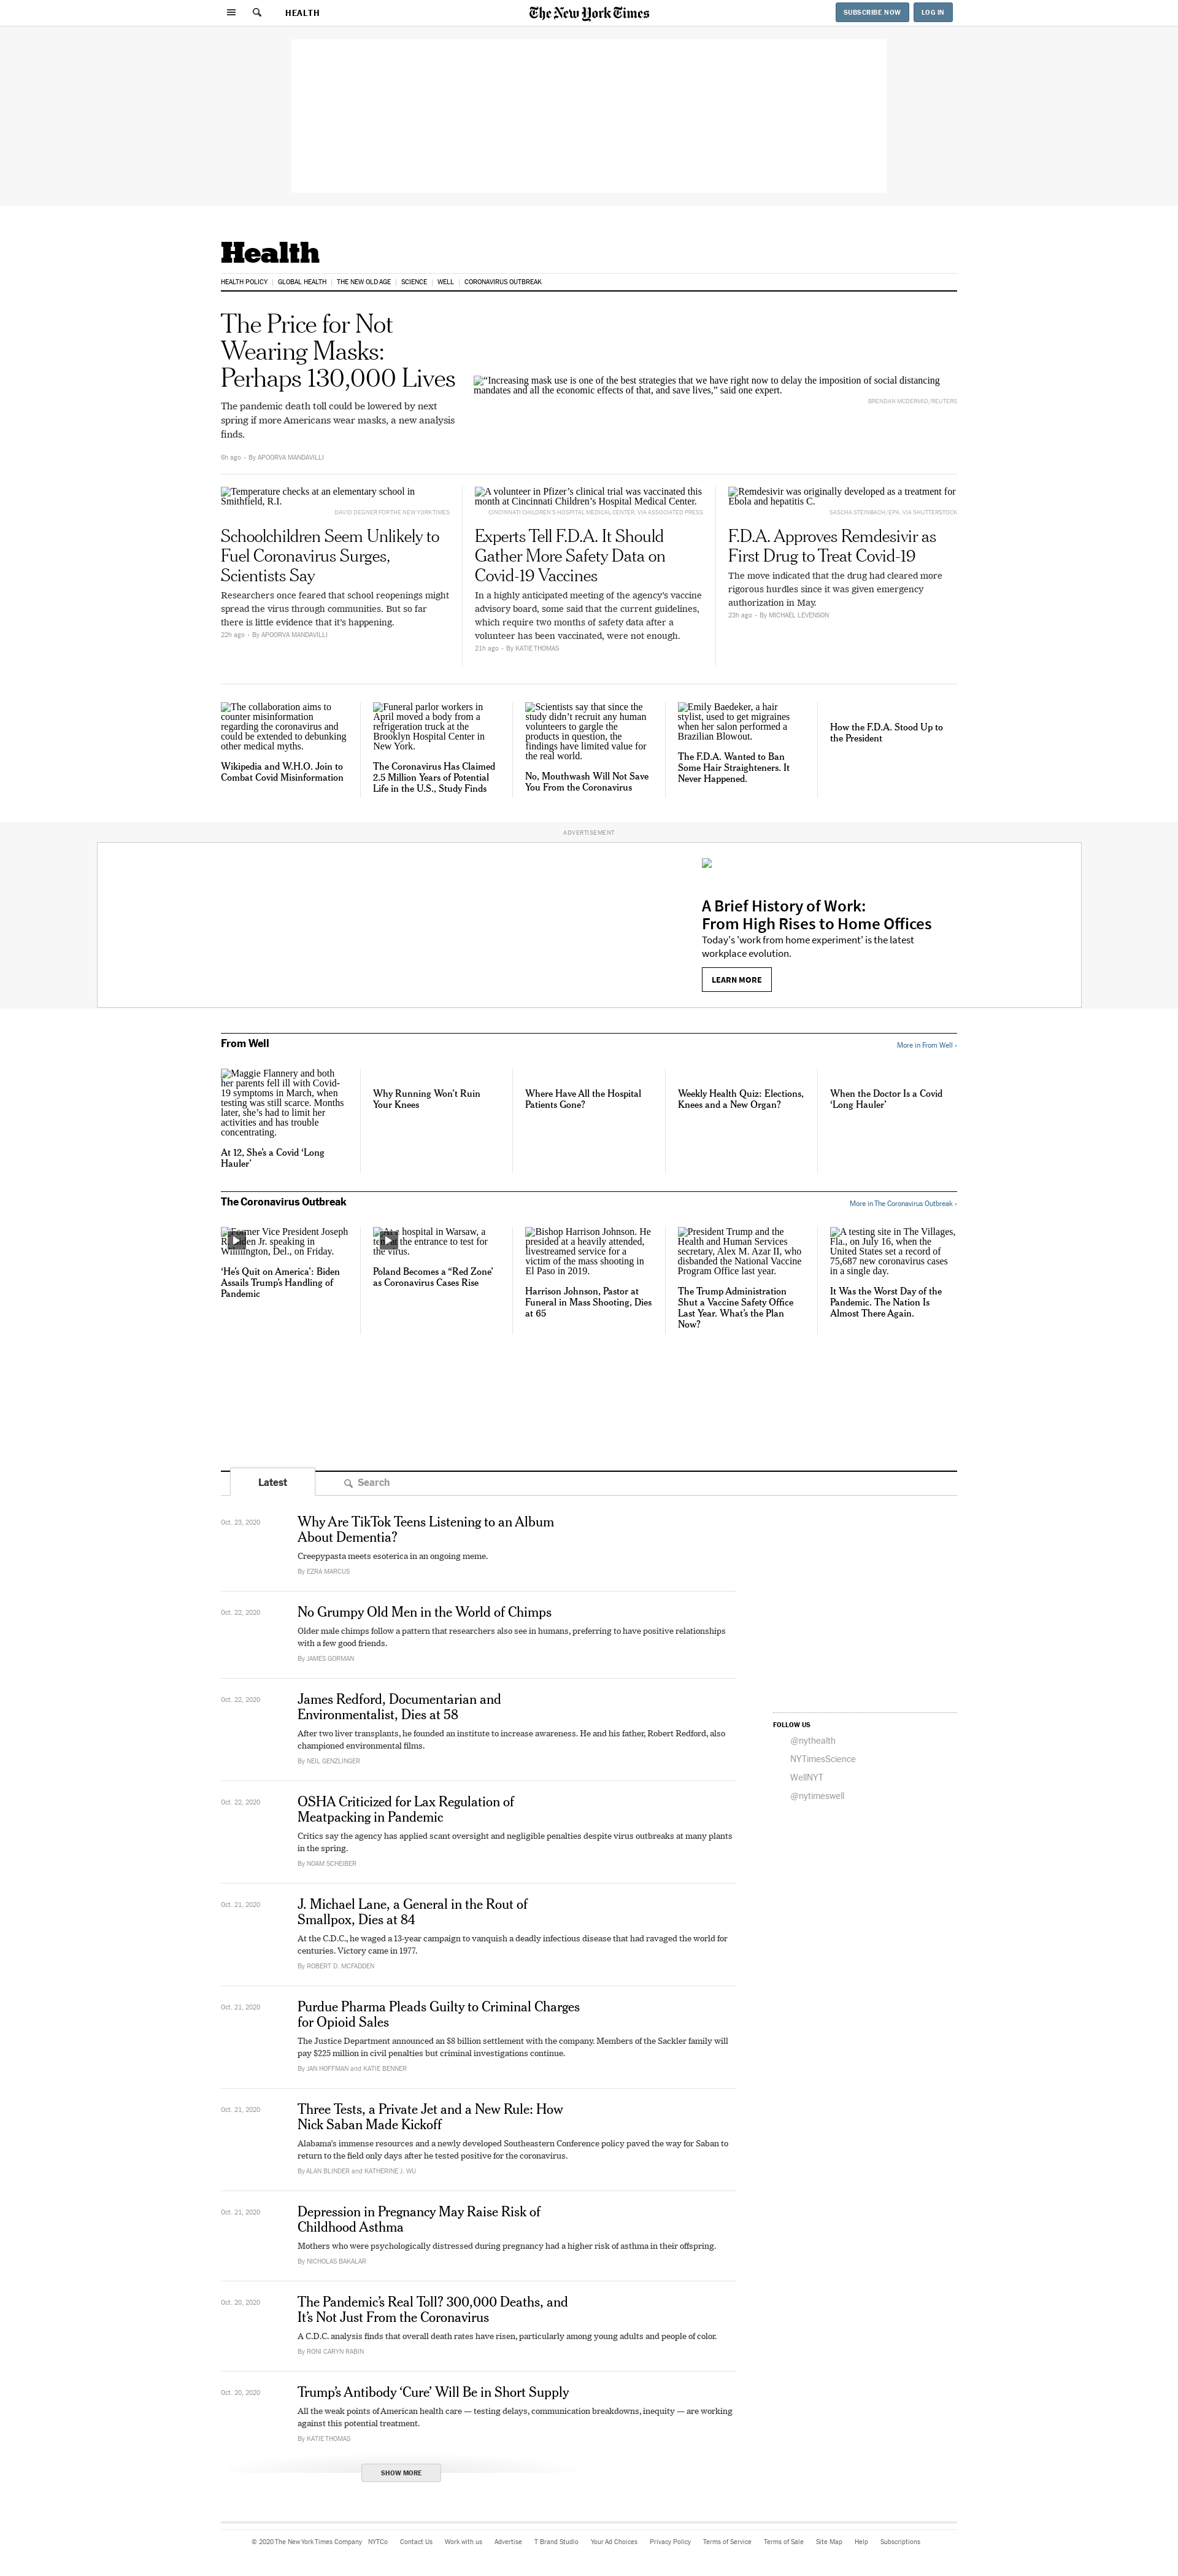 HEALTH
The New York Times
SUBSCRIBE NOW
LOG IN
Health
HEALTH POLICY
GLOBAL HEALTH
THE NEW OLD AGE
SCIENCE
WELL
CORONAVIRUS OUTBREAK
The Price for Not
Wearing Masks:
Perhaps 130,000 Lives
The pandemic death toll could be lowered by next
spring if more Americans wear masks, a new analysis
finds.
6h ago - By APOORVA MANDAVILLI
“Increasing mask use is one of the best strategies that we have right now to delay the imposition of social distancing
mandates and all the economic effects of that, and save lives,” said one expert.
BRENDAN MCDERMID/REUTERS
Temperature checks at an elementary school in
Smithfield, R.I.
DAVID DEGNER FOR THE NEW YORK TIMES
Schoolchildren Seem Unlikely to
Fuel Coronavirus Surges,
Scientists Say
Researchers once feared that school reopenings might
spread the virus through communities. But so far
there is little evidence that it’s happening.
22h ago - By APOORVA MANDAVILLI
A volunteer in Pfizer’s clinical trial was vaccinated this
month at Cincinnati Children’s Hospital Medical Center.
CINCINNATI CHILDREN'S HOSPITAL MEDICAL CENTER, VIA ASSOCIATED PRESS
Experts Tell F.D.A. It Should
Gather More Safety Data on
Covid-19 Vaccines
In a highly anticipated meeting of the agency’s vaccine
advisory board, some said that the current guidelines,
which require two months of safety data after a
volunteer has been vaccinated, were not enough.
21h ago - By KATIE THOMAS
Remdesivir was originally developed as a treatment for
Ebola and hepatitis C.
SASCHA STEINBACH/EPA, VIA SHUTTERSTOCK
F.D.A. Approves Remdesivir as
First Drug to Treat Covid-19
The move indicated that the drug had cleared more
rigorous hurdles since it was given emergency
authorization in May.
23h ago - By MICHAEL LEVENSON
The collaboration aims to
counter misinformation
regarding the coronavirus and
could be extended to debunking
other medical myths.
Wikipedia and W.H.O. Join to
Combat Covid Misinformation
Funeral parlor workers in
April moved a body from a
refrigeration truck at the
Brooklyn Hospital Center in
New York.
The Coronavirus Has Claimed
2.5 Million Years of Potential
Life in the U.S., Study Finds
Scientists say that since the
study didn’t recruit any human
volunteers to gargle the
products in question, the
findings have limited value for
the real world.
No, Mouthwash Will Not Save
You From the Coronavirus
Emily Baedeker, a hair
stylist, used to get migraines
when her salon performed a
Brazilian Blowout.
The F.D.A. Wanted to Ban
Some Hair Straighteners. It
Never Happened.
How the F.D.A. Stood Up to
the President
ADVERTISEMENT
A Brief History of Work:
From High Rises to Home Offices
Today's 'work from home experiment' is the latest
workplace evolution.
LEARN MORE
From Well
More in From Well ›
Maggie Flannery and both
her parents fell ill with Covid-
19 symptoms in March, when
testing was still scarce. Months
later, she’s had to limit her
activities and has trouble
concentrating.
At 12, She’s a Covid ‘Long
Hauler’
Why Running Won’t Ruin
Your Knees
Where Have All the Hospital
Patients Gone?
Weekly Health Quiz: Elections,
Knees and a New Organ?
When the Doctor Is a Covid
‘Long Hauler’
The Coronavirus Outbreak
More in The Coronavirus Outbreak ›
Former Vice President Joseph
Biden Jr. speaking in
Wilmington, Del., on Friday.
‘He’s Quit on America’: Biden
Assails Trump’s Handling of
Pandemic
At a hospital in Warsaw, a
tent at the entrance to test for
the virus.
Poland Becomes a “Red Zone’
as Coronavirus Cases Rise
Bishop Harrison Johnson. He
presided at a heavily attended,
livestreamed service for a
victim of the mass shooting in
El Paso in 2019.
Harrison Johnson, Pastor at
Funeral in Mass Shooting, Dies
at 65
President Trump and the
Health and Human Services
secretary, Alex M. Azar II, who
disbanded the National Vaccine
Program Office last year.
The Trump Administration
Shut a Vaccine Safety Office
Last Year. What’s the Plan
Now?
A testing site in The Villages,
Fla., on July 16, when the
United States set a record of
75,687 new coronavirus cases
in a single day.
It Was the Worst Day of the
Pandemic. The Nation Is
Almost There Again.
Latest
Search
Oct. 23, 2020
Why Are TikTok Teens Listening to an Album
About Dementia?
Creepypasta meets esoterica in an ongoing meme.
By EZRA MARCUS
Oct. 22, 2020
No Grumpy Old Men in the World of Chimps
Older male chimps follow a pattern that researchers also see in humans, preferring to have positive relationships
with a few good friends.
By JAMES GORMAN
Oct. 22, 2020
James Redford, Documentarian and
Environmentalist, Dies at 58
After two liver transplants, he founded an institute to increase awareness. He and his father, Robert Redford, also
championed environmental films.
By NEIL GENZLINGER
FOLLOW US
@nythealth
NYTimesScience
WellNYT
@nytimeswell
Oct. 22, 2020
OSHA Criticized for Lax Regulation of
Meatpacking in Pandemic
Critics say the agency has applied scant oversight and negligible penalties despite virus outbreaks at many plants
in the spring.
By NOAM SCHEIBER
Oct. 21, 2020
J. Michael Lane, a General in the Rout of
Smallpox, Dies at 84
At the C.D.C., he waged a 13-year campaign to vanquish a deadly infectious disease that had ravaged the world for
centuries. Victory came in 1977.
By ROBERT D. MCFADDEN
Oct. 21, 2020
Purdue Pharma Pleads Guilty to Criminal Charges
for Opioid Sales
The Justice Department announced an $8 billion settlement with the company. Members of the Sackler family will
pay $225 million in civil penalties but criminal investigations continue.
By JAN HOFFMAN and KATIE BENNER
Oct. 21, 2020
Three Tests, a Private Jet and a New Rule: How
Nick Saban Made Kickoff
Alabama’s immense resources and a newly developed Southeastern Conference policy paved the way for Saban to
return to the field only days after he tested positive for the coronavirus.
By ALAN BLINDER and KATHERINE J. WU
Oct. 21, 2020
Depression in Pregnancy May Raise Risk of
Childhood Asthma
Mothers who were psychologically distressed during pregnancy had a higher risk of asthma in their offspring.
By NICHOLAS BAKALAR
Oct. 20, 2020
The Pandemic’s Real Toll? 300,000 Deaths, and
It’s Not Just From the Coronavirus
A C.D.C. analysis finds that overall death rates have risen, particularly among young adults and people of color.
By RONI CARYN RABIN
Oct. 20, 2020
Trump’s Antibody ‘Cure’ Will Be in Short Supply
All the weak points of American health care — testing delays, communication breakdowns, inequity — are working
against this potential treatment.
By KATIE THOMAS
SHOW MORE
© 2020 The New York Times Company
NYTCo
Contact Us
Work with us
Advertise
T Brand Studio
Your Ad Choices
Privacy Policy
Terms of Service
Terms of Sale
Site Map
Help
Subscriptions